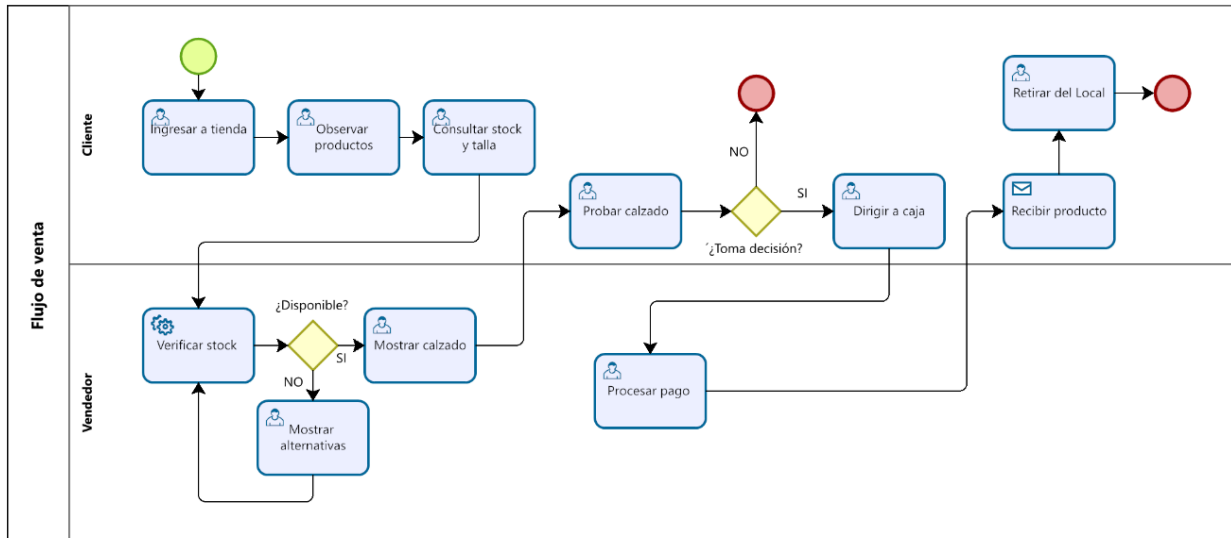 Flujo de venta
Cliente
Ingresar a tienda
Observar
productos
Consultar stock
y talla
Probar calzado
NO
´¿Toma decisión?
SI
Dirigir a caja
Retirar del Local
Recibir producto
Vendedor
Verificar stock
¿Disponible?
SI
NO
Mostrar calzado
Mostrar
alternativas
Procesar pago